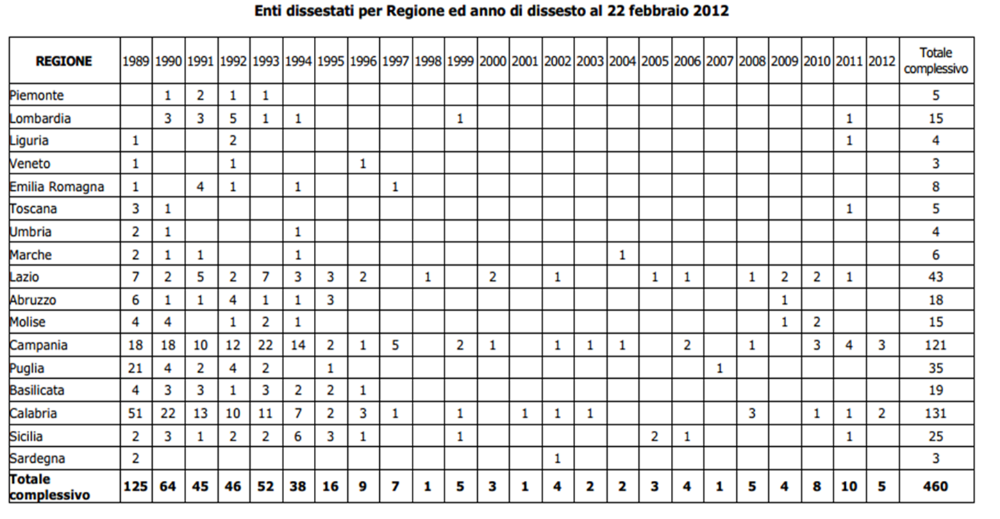 Enti dissestati per Regione ed anno di dissesto al 22 febbraio 2012
REGIONE 1989 1990 1991 1992 1993 1994 1995 1996 1997 1998 1999 2000 2001 2002 2003 2004 2005 2006 2007 2008 2009 2010 2011 2012 Totale complessivo
Piemonte 1 2 1 1 5
Lombardia 3 3 5 1 1 1 1 15
Liguria 1 2 1 4
Veneto 1 1 1 3
Emilia Romagna 1 4 1 1 1 8
Toscana 3 1 1 5
Umbria 2 1 1 4
Marche 2 1 1 1 1 6
Lazio 7 2 5 2 7 3 3 2 1 2 1 1 1 1 2 2 1 43
Abruzzo 6 1 1 4 1 1 3 1 18
Molise 4 4 1 2 1 1 2 15
Campania 18 18 10 12 22 14 2 1 5 2 1 1 1 1 2 1 3 4 3 121
Puglia 21 4 2 4 2 1 1 35
Basilicata 4 3 3 1 3 2 2 1 19
Calabria 51 22 13 10 11 7 2 3 1 1 1 1 1 3 1 1 2 131
Sicilia 2 3 1 2 2 6 3 1 1 2 1 1 25
Sardegna 2 1 3
Totale complessivo 125 64 45 46 52 38 16 9 7 1 5 3 1 4 2 2 3 4 1 5 4 8 10 5 460